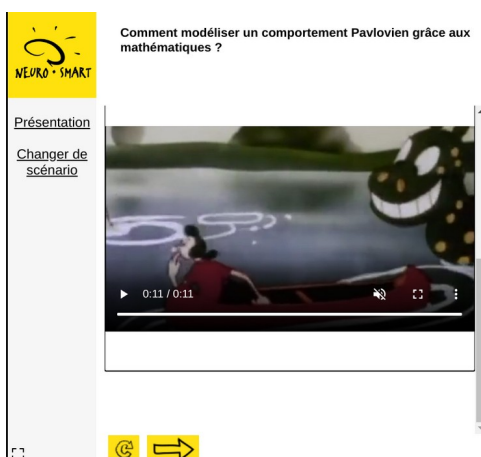 Comment modéliser un comportement Pavlovien grâce aux
mathématiques ?
NEURO • SMART
Présentation
Changer de
scénario
0:11 / 0:11